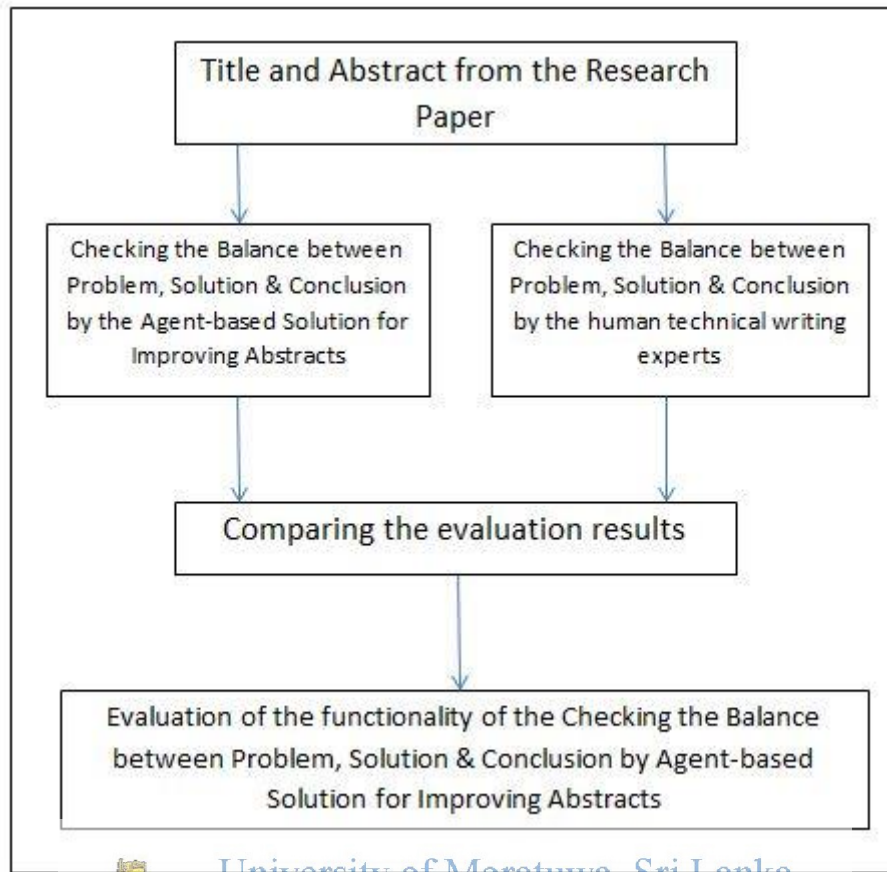 Title and Abstract from the Research
Paper
Checking the Balance between
Problem, Solution & Conclusion
by the Agent-based Solution for
Improving Abstracts
Checking the Balance between
Problem, Solution & Conclusion
by the human technical writing
experts
Comparing the evaluation results
Evaluation of the functionality of the Checking the Balance
between Problem, Solution & Conclusion by Agent-based
Solution for Improving Abstracts
University of Moratuwa, Sri Lanka